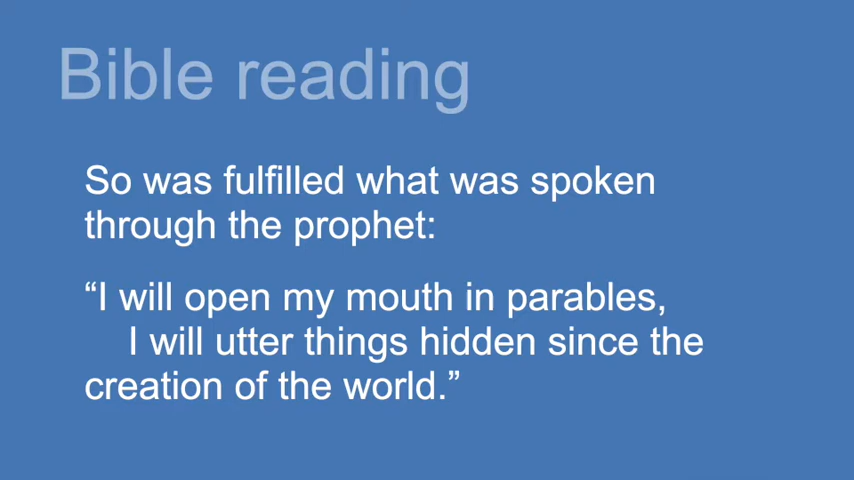 Bible reading
So was fulfilled what was spoken
through the prophet:
“I will open my mouth in parables,
I will utter things hidden since the
creation of the world.”